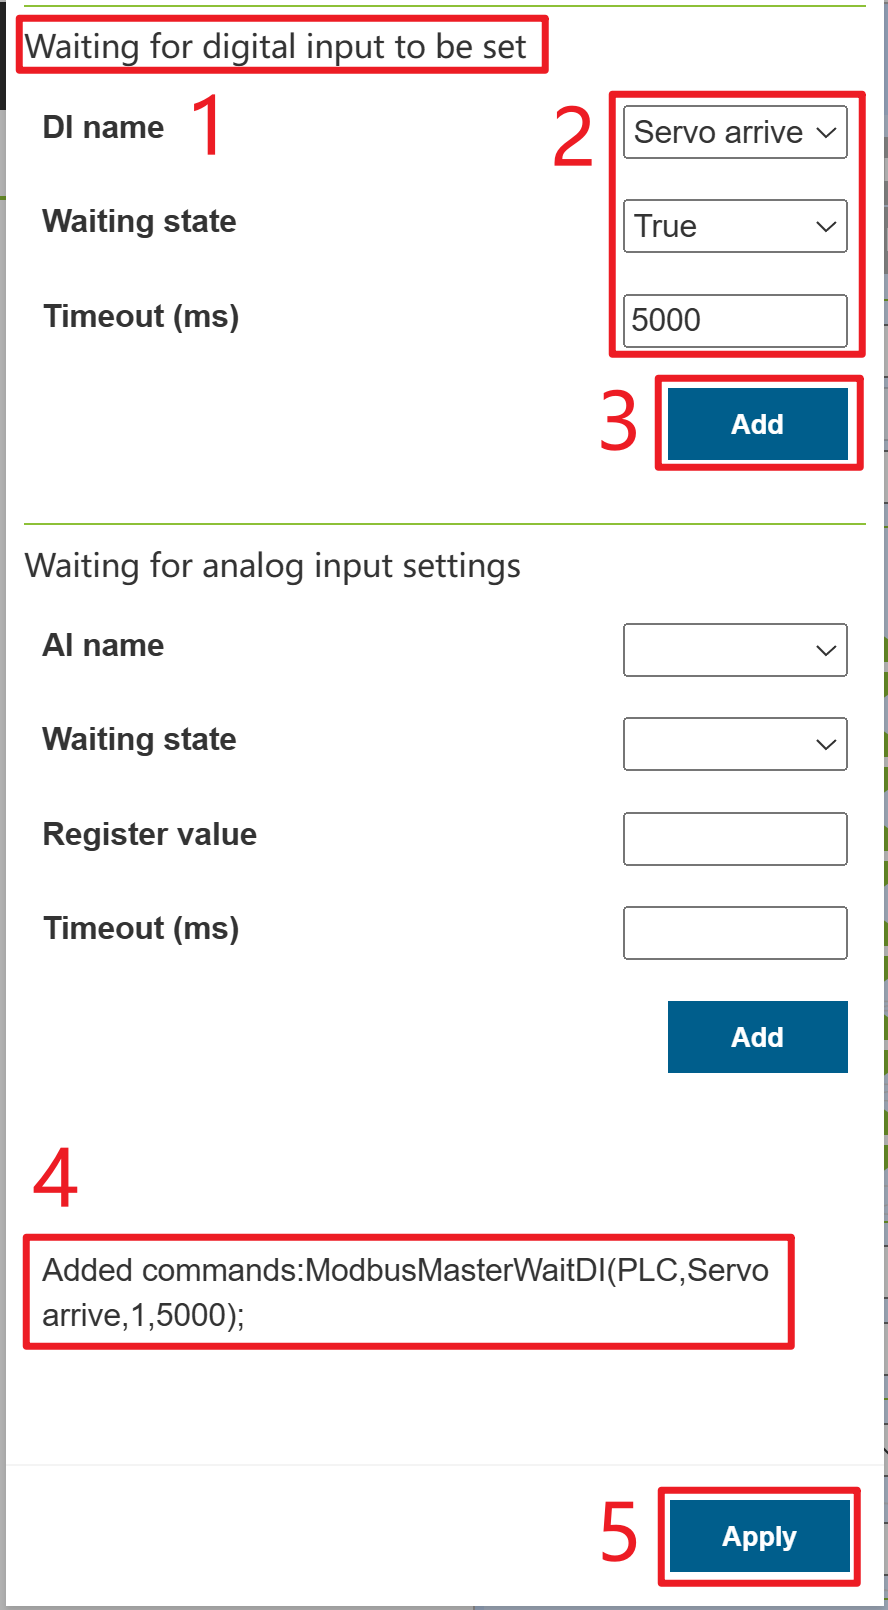 Waiting for digital input to be set
DI name 1
2 Servo arrive
Waiting state True
Timeout (ms) 5000
3 Add
Waiting for analog input settings
AI name
Waiting state
Register value
Timeout (ms)
Add
4
Added commands:ModbusMasterWaitDI(PLC,Servo
arrive,1,5000);
5 Apply